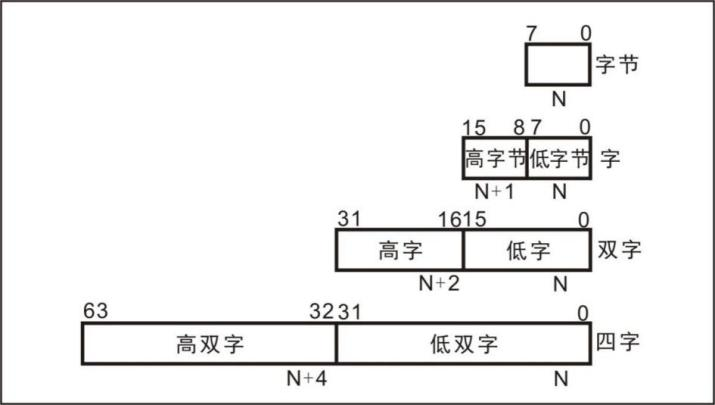 7 0
字节
N
15 8 7 0
高字节 低字节 字
N+1 N
31 16 15 0
高字 低字 双字
N+2 N
63 32 31 0
高双字 低双字 四字
N+4 N